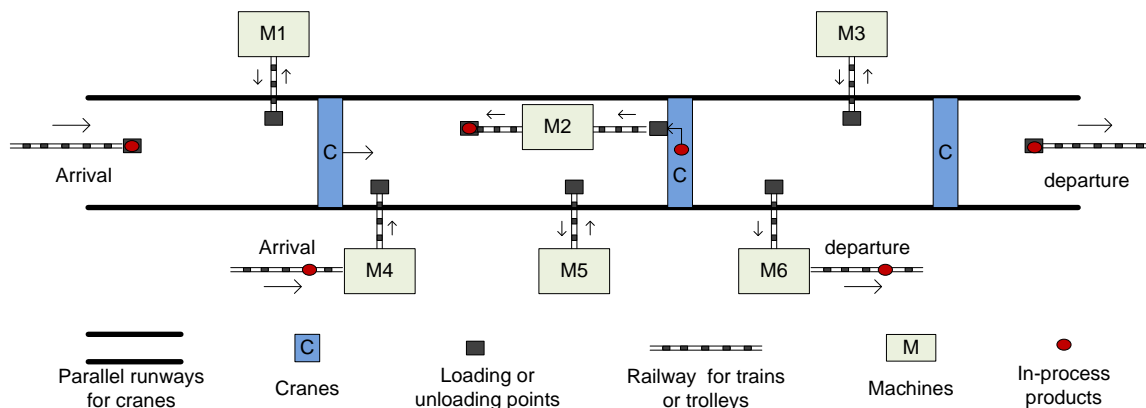 M1
M3
M2
C
C
C
Arrival
departure
Arrival
departure
M4
M5
M6
C
M
Parallel runways
for cranes
Cranes
Loading or
unloading points
Railway for trains
or trolleys
Machines
In-process
products